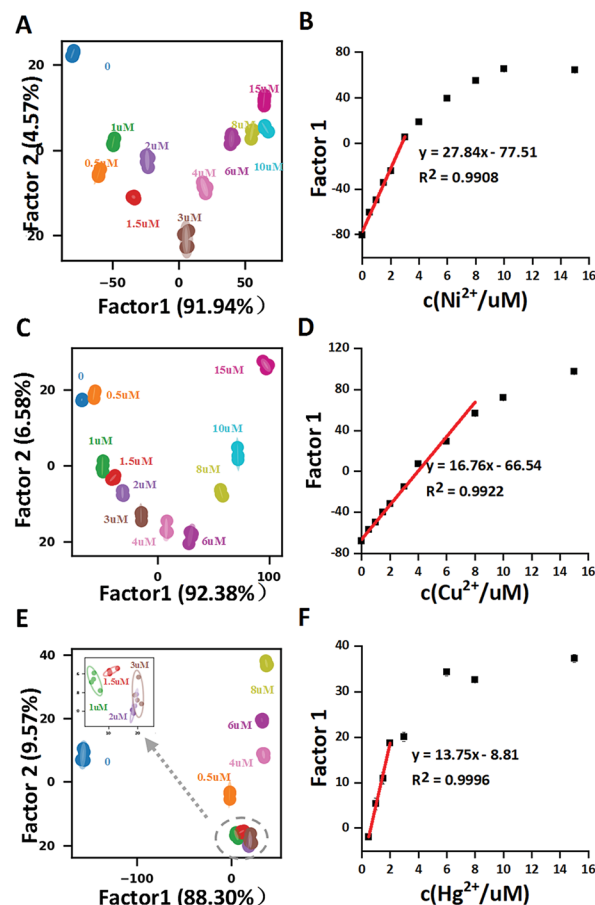 A
20
0
20
Factor 2 (4.57%)
0
1uM
0.5uM
2uM
1.5uM
3uM
4uM
6uM
8uM
15uM
10uM
−50
0
50
Factor1 (91.94%)
B
80
40
0
-40
-80
Factor 1
y = 27.84x - 77.51
R2 = 0.9908
0 2 4 6 8 10 12 14 16
c(Ni2+/uM)
C
20
0
20
Factor 2 (6.58%)
0
0.5uM
1uM
1.5uM
2uM
3uM
4uM
6uM
8uM
10uM
15uM
0
100
Factor1 (92.38%)
D
120
80
40
0
-40
-80
Factor 1
y = 16.76x - 66.54
R2 = 0.9922
0 2 4 6 8 10 12 14 16
c(Cu2+/uM)
E
40
20
0
20
Factor 2 (9.57%)
3uM
1.5uM
1uM
2uM
0
0.5uM
4uM
6uM
8uM
−100
0
Factor1 (88.30%)
F
40
30
20
10
0
Factor 1
y = 13.75x - 8.81
R2 = 0.9996
0 2 4 6 8 10 12 14 16
c(Hg2+/uM)